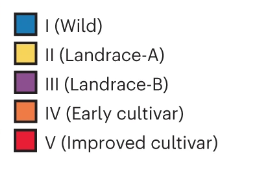 I (Wild)
II (Landrace-A)
III (Landrace-B)
IV (Early cultivar)
V (Improved cultivar)